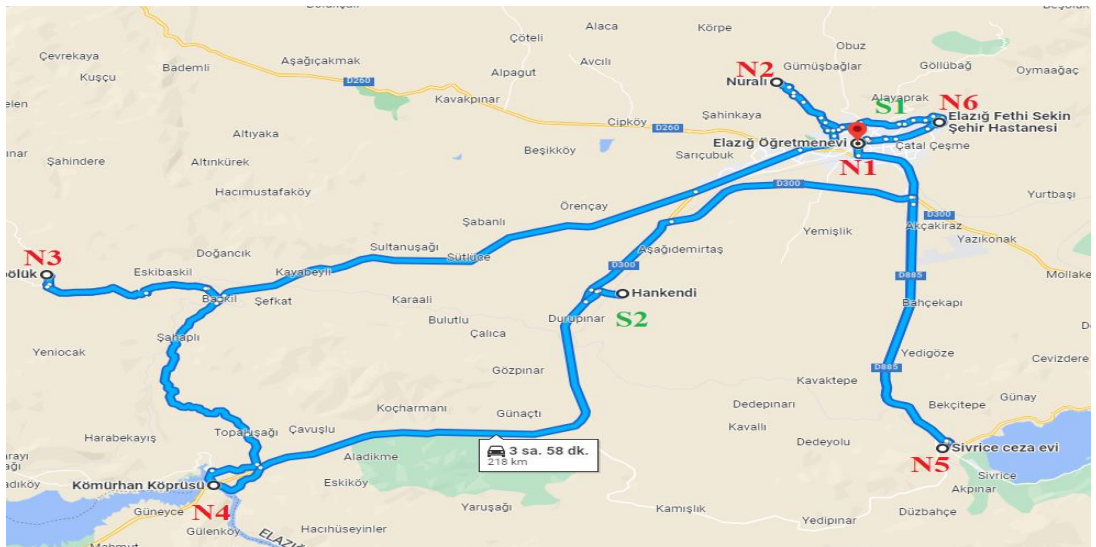 Çöteli
Alaca
Körpe
Çevrekaya
Bademli
Aşağıçakmak
Obuz
Kuşçu
Alpagut
Avcılı
N2
Gümüşbağlar
Göllübağ
Oymaağaç
D260
Nurali
Alayaprak
Kavakpınar
S1
N6
Şahinkaya
Elazığ Fethi Sekin
Şehir Hastanesi
Cipköy
D260
Altıyaka
Elazığ Öğretmenevi
Beşikköy
Sarıçubuk
Çatal Çeşme
Şahindere
Altınkürek
N1
D300
Hacımustafaköy
Yurtbaşı
Örençay
Şabanlı
D300
Akçakiraz
Yemişlik
Yazıkonak
Sultanuşağı
Aşağıdemirtaş
N3
Doğancık
Sütlüce
D300
Mollake
bölük
Eskibaskil
Kavabeyli
D885
Baskil
Şefkat
Karaali
Hankendi
Bahçekapı
Bulutlu
Durupınar
S2
Çalıca
Şahaplı
Yeniocak
Yedigöze
Cevizdere
Gözpınar
D885
Kavaktepe
Koçharmanı
Dedepınarı
Bekçitepe
Günay
Günaçtı
Harabekayış
Topaluşağı
Çavuşlu
Kavallı
3 sa. 58 dk.
218 km
Dedeyolu
Aladikme
N5
Sivrice ceza evi
Sivrice
Kömürhan Köprüsü
Eskiköy
Akpınar
Güneyce
N4
Yaruşağı
Kamışlık
Düzbahçe
Gülenköy
Hacıhüseyinler
Yedipınar